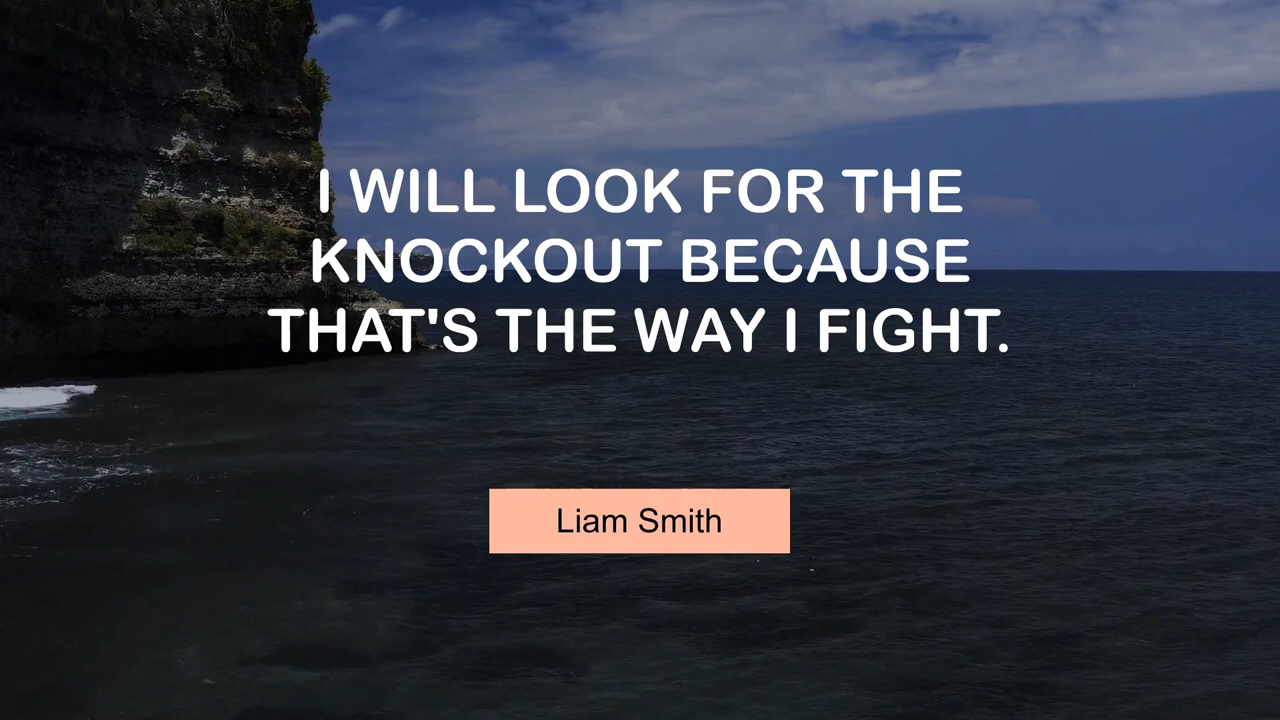 I WILL LOOK FOR THE
KNOCKOUT BECAUSE
THAT'S THE WAY I FIGHT.
Liam Smith